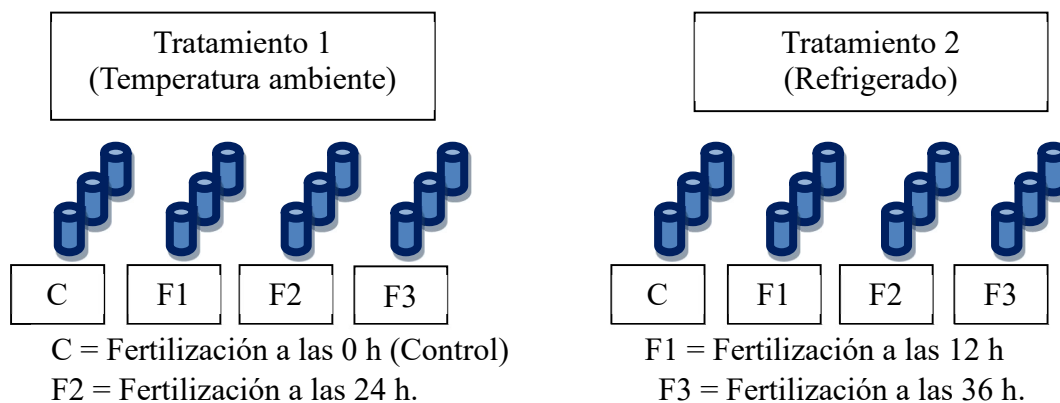 Tratamiento 1
(Temperatura ambiente)
Tratamiento 2
(Refrigerado)
C F1 F2 F3 C F1 F2 F3
C = Fertilización a las 0 h (Control) F1 = Fertilización a las 12 h
F2 = Fertilización a las 24 h. F3 = Fertilización a las 36 h.